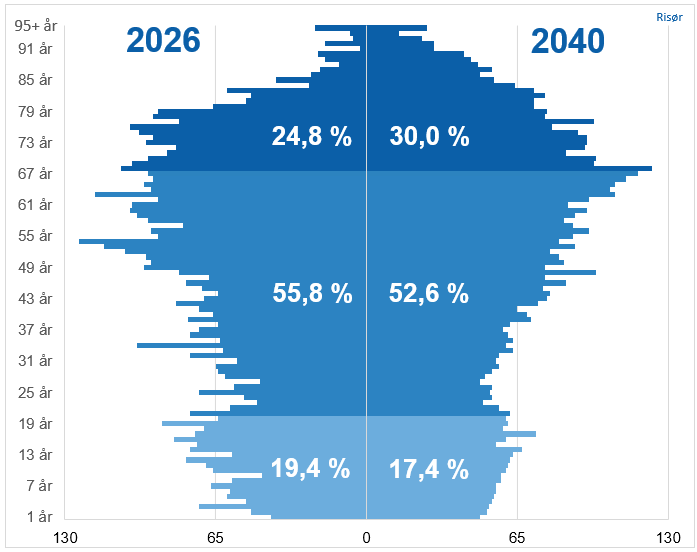 Risør
2026
2040
95+ år
91 år
85 år
79 år
73 år
67 år
61 år
55 år
49 år
43 år
37 år
31 år
25 år
19 år
13 år
7 år
1 år
24,8 %
30,0 %
55,8 %
52,6 %
19,4 %
17,4 %
130
65
0
65
130